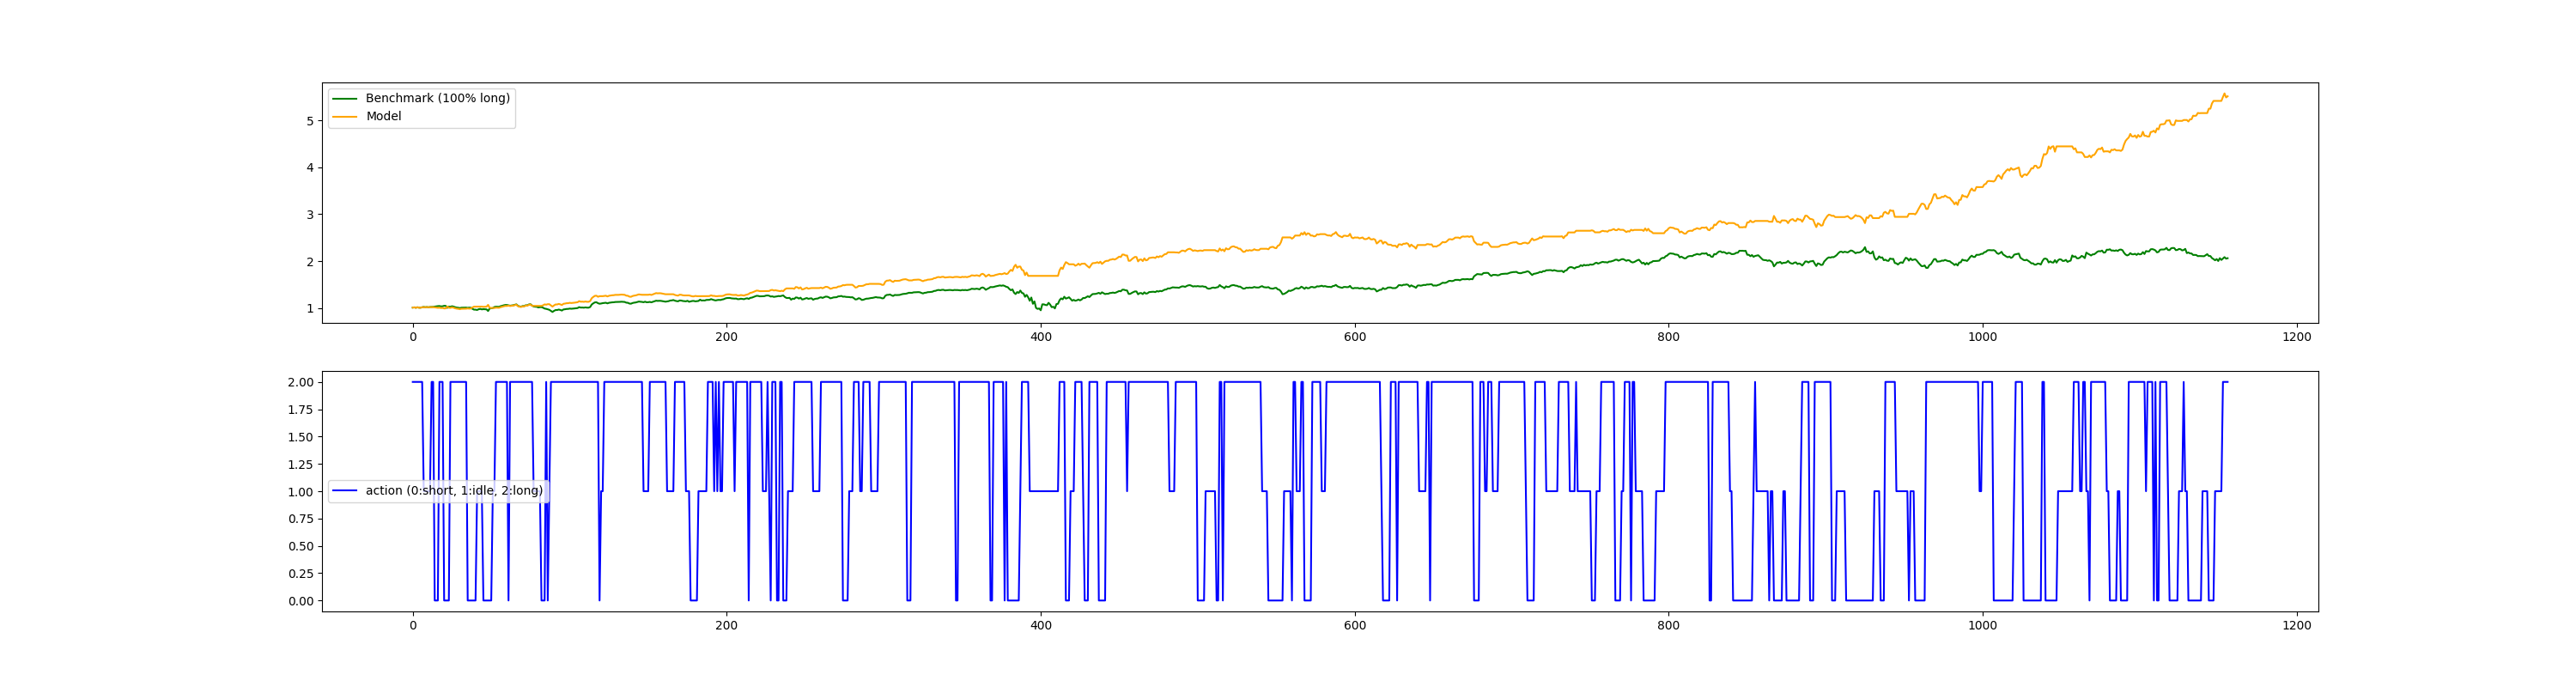 Benchmark (100% long)
Model
5
4
3
2
1
0 200 400 600 800 1000 1200
2.00
1.75
1.50
1.25
1.00
0.75
0.50
0.25
0.00
action (0:short, 1:idle, 2:long)
0 200 400 600 800 1000 1200